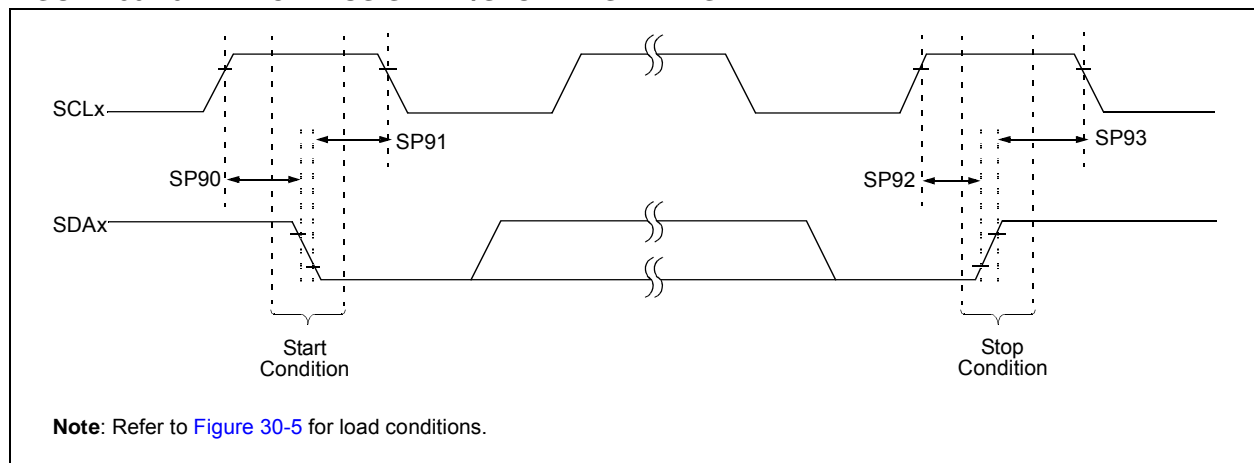 SCLx
SP91
SP93
SP90
SP92
SDAx
Start
Condition
Stop
Condition
Note: Refer to Figure 30-5 for load conditions.